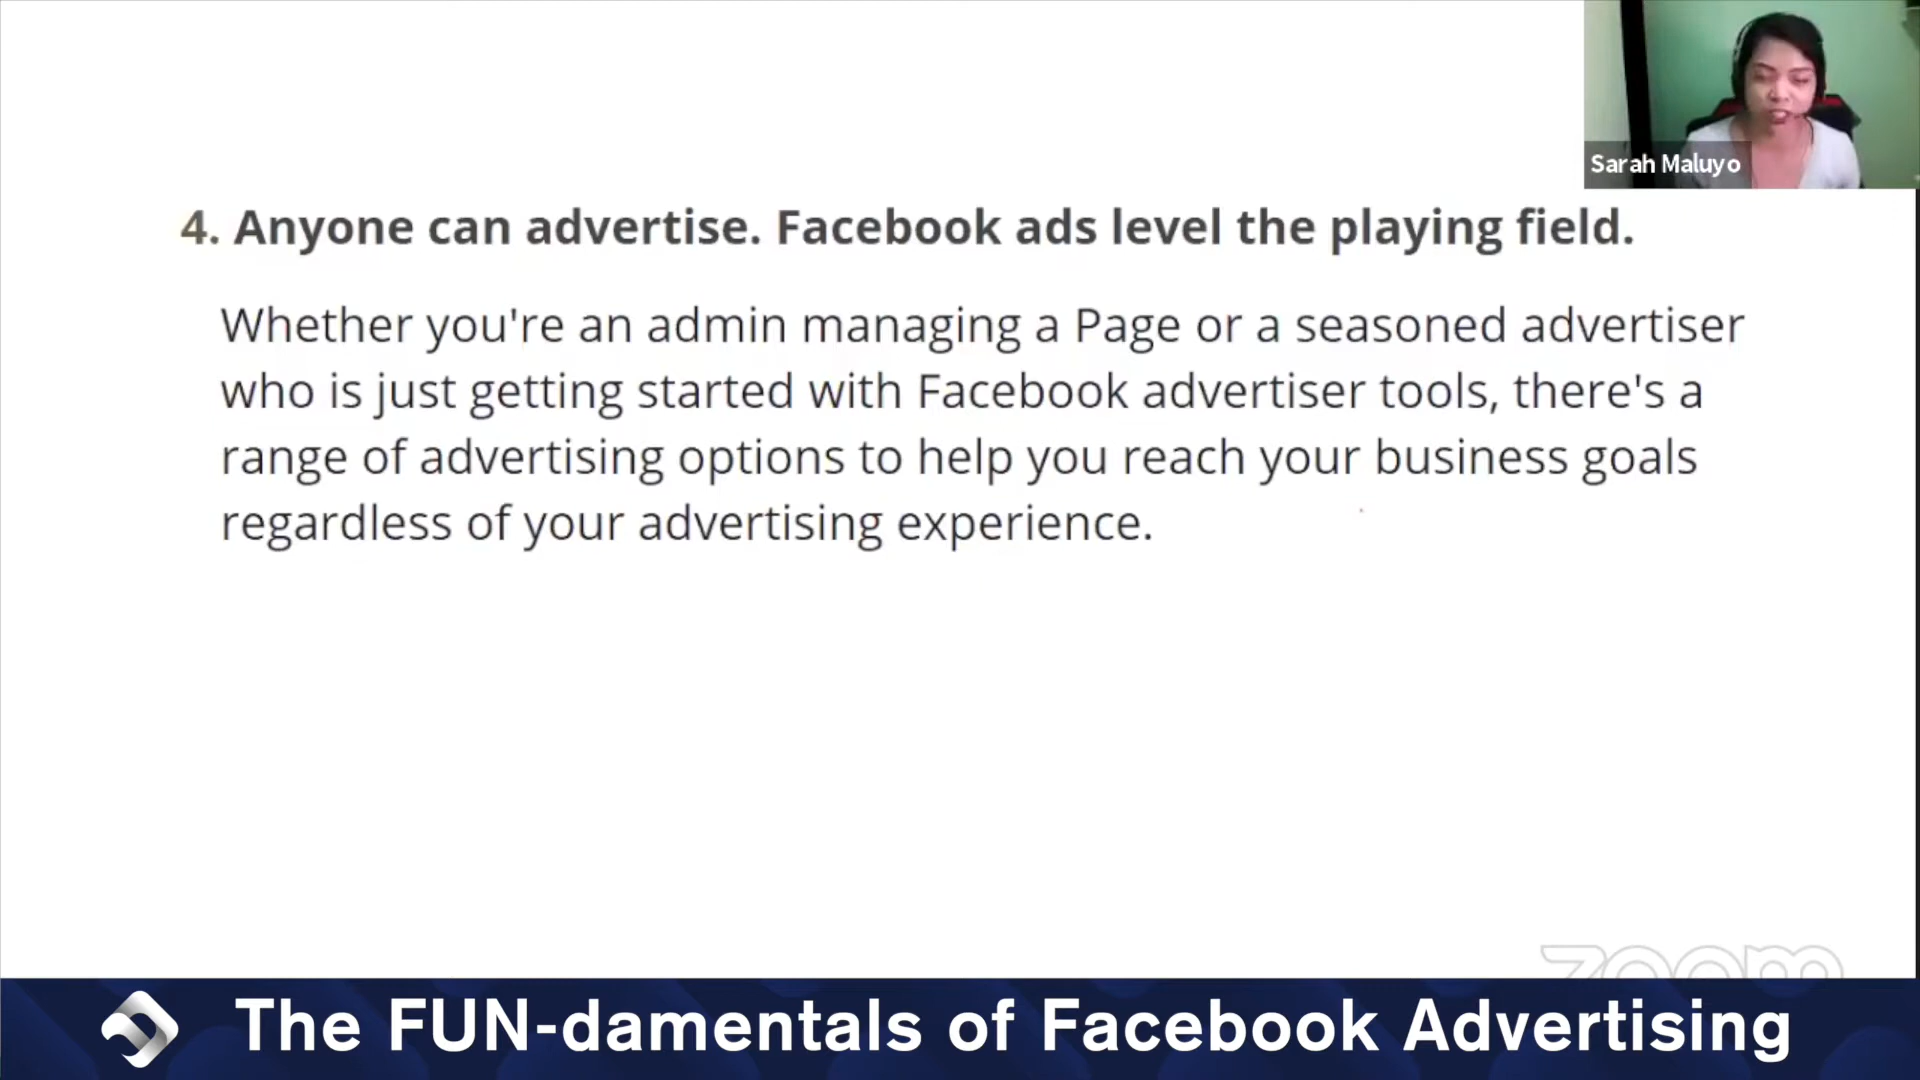 Sarah Maluyo
4. Anyone can advertise. Facebook ads level the playing field.
Whether you're an admin managing a Page or a seasoned advertiser
who is just getting started with Facebook advertiser tools, there's a
range of advertising options to help you reach your business goals
regardless of your advertising experience.
zoom
The FUN-damentals of Facebook Advertising